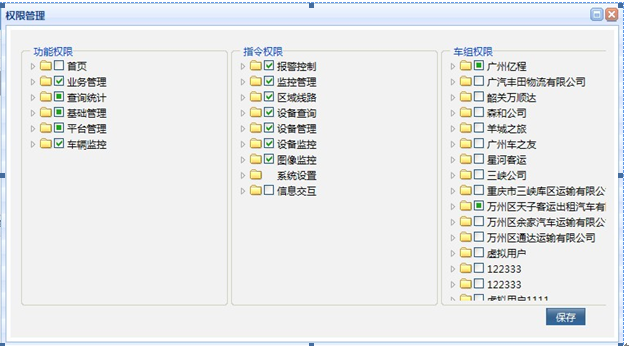 权限管理
功能权限
首页
业务管理
查询统计
基础管理
平台管理
车辆监控
指令权限
报警控制
监控管理
区域线路
设备查询
设备管理
设备监控
图像监控
系统设置
信息交互
车组权限
广州亿程
广汽丰田物流有限公司
韶关万顺达
森和公司
羊城之旅
广州车之友
星河客运
三峡公司
重庆市三峡库区运输有限公
万州区天子客运出租汽车有
万州区余家汽车运输有限公
万州区通达运输有限公司
虚拟用户
122333
122333
虚拟用户1111
保存